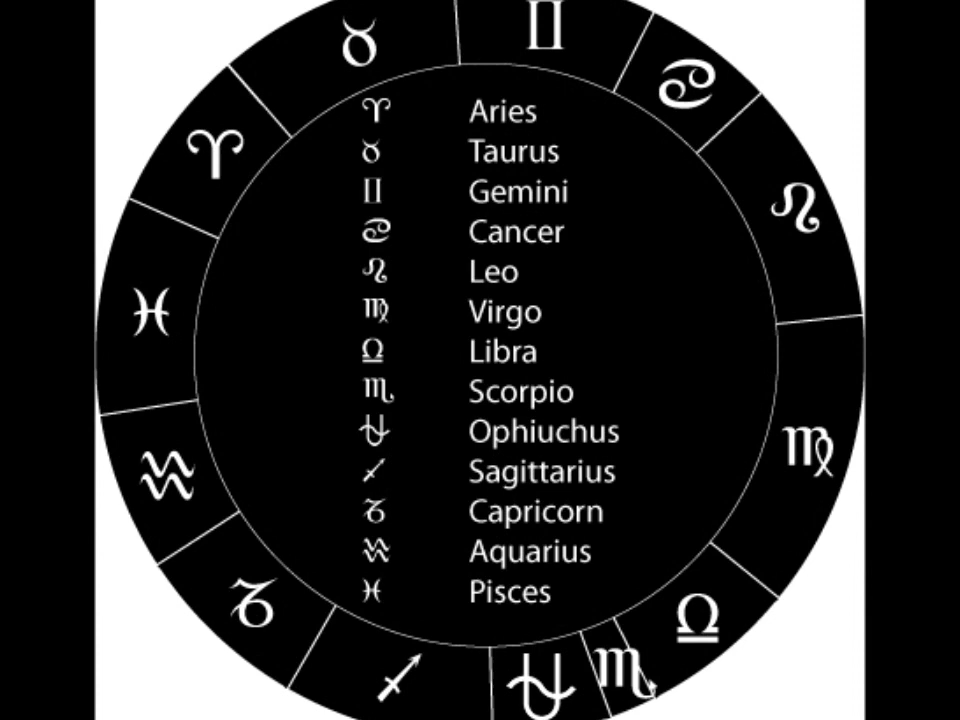 ♈ Aries
♉ Taurus
♊ Gemini
♋ Cancer
♌ Leo
♍ Virgo
♎ Libra
♏ Scorpio
⛎ Ophiuchus
♐ Sagittarius
♑ Capricorn
♒ Aquarius
♓ Pisces